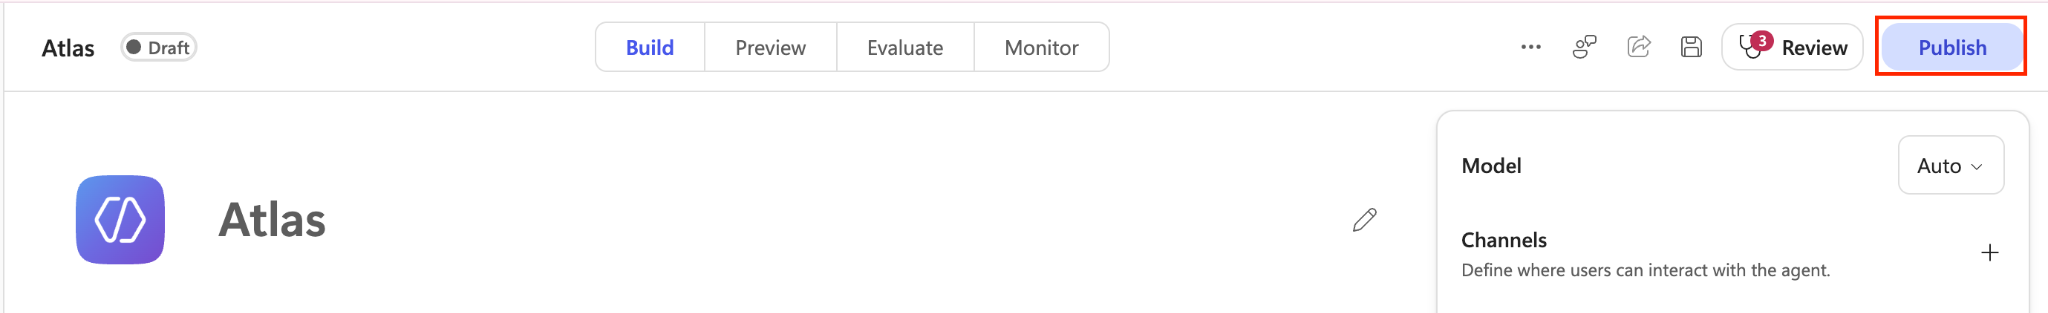 Atlas
Draft
Build
Preview
Evaluate
Monitor
3
Review
Publish
Atlas
Model
Auto
Channels
Define where users can interact with the agent.